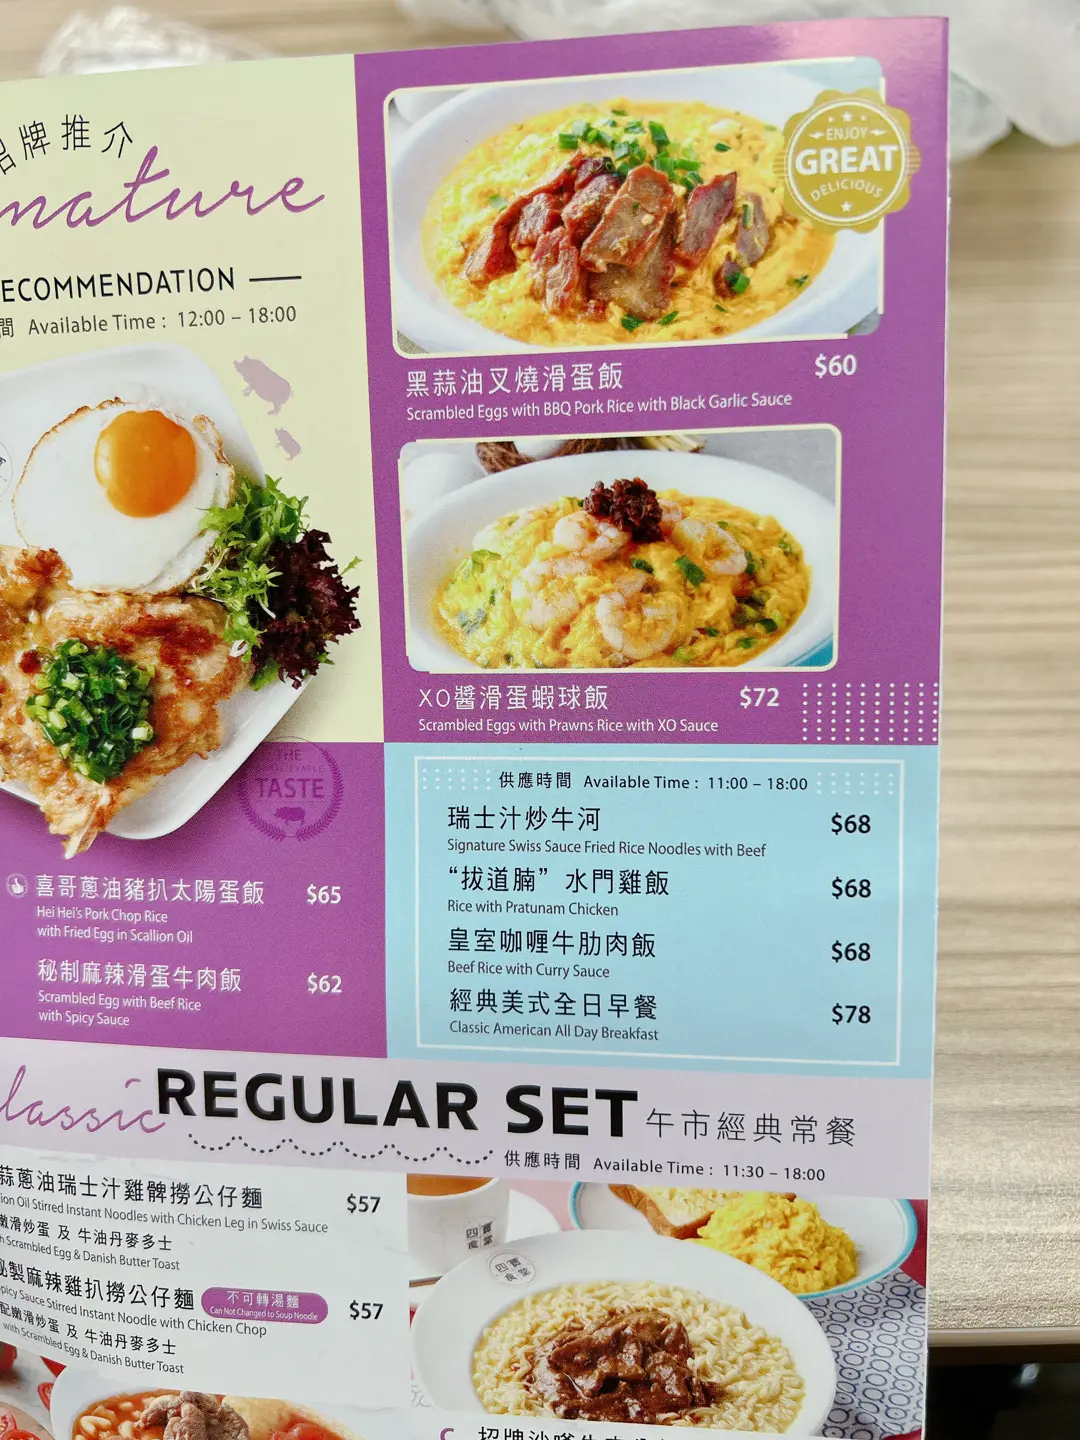 牌推介
nature
ECOMMENDATION
間 Available Time : 12:00 – 18:00
ENJOY
GREAT
DELICIOUS
黑蒜油叉燒滑蛋飯 $60
Scrambled Eggs with BBQ Pork Rice with Black Garlic Sauce
XO醬滑蛋蝦球飯 $72
Scrambled Eggs with Prawns Rice with XO Sauce
THE
TASTE
喜哥蔥油豬扒太陽蛋飯 $65
Hei Hei's Pork Chop Rice
with Fried Egg in Scallion Oil
秘制麻辣滑蛋牛肉飯 $62
Scrambled Egg with Beef Rice
with Spicy Sauce
供應時間 Available Time : 11:00 – 18:00
瑞士汁炒牛河 $68
Signature Swiss Sauce Fried Rice Noodles with Beef
“拔道腩”水門雞飯 $68
Rice with Pratunam Chicken
皇室咖喱牛肋肉飯 $68
Beef Rice with Curry Sauce
經典美式全日早餐 $78
Classic American All Day Breakfast
lassic REGULAR SET 午市經典常餐
供應時間 Available Time : 11:30 – 18:00
蒜蔥油瑞士汁雞髀撈公仔麵 $57
ion Oil Stirred Instant Noodles with Chicken Leg in Swiss Sauce
嫩滑炒蛋 及 牛油丹麥多士
h Scrambled Egg & Danish Butter Toast
秘製麻辣雞扒撈公仔麵 不可轉湯麵 $57
Can Not Changed to Soup Noodle
picy Sauce Stirred Instant Noodle with Chicken Chop
配嫩滑炒蛋 及 牛油丹麥多士
with Scrambled Egg & Danish Butter Toast
四寶
食堂
四寶
食堂